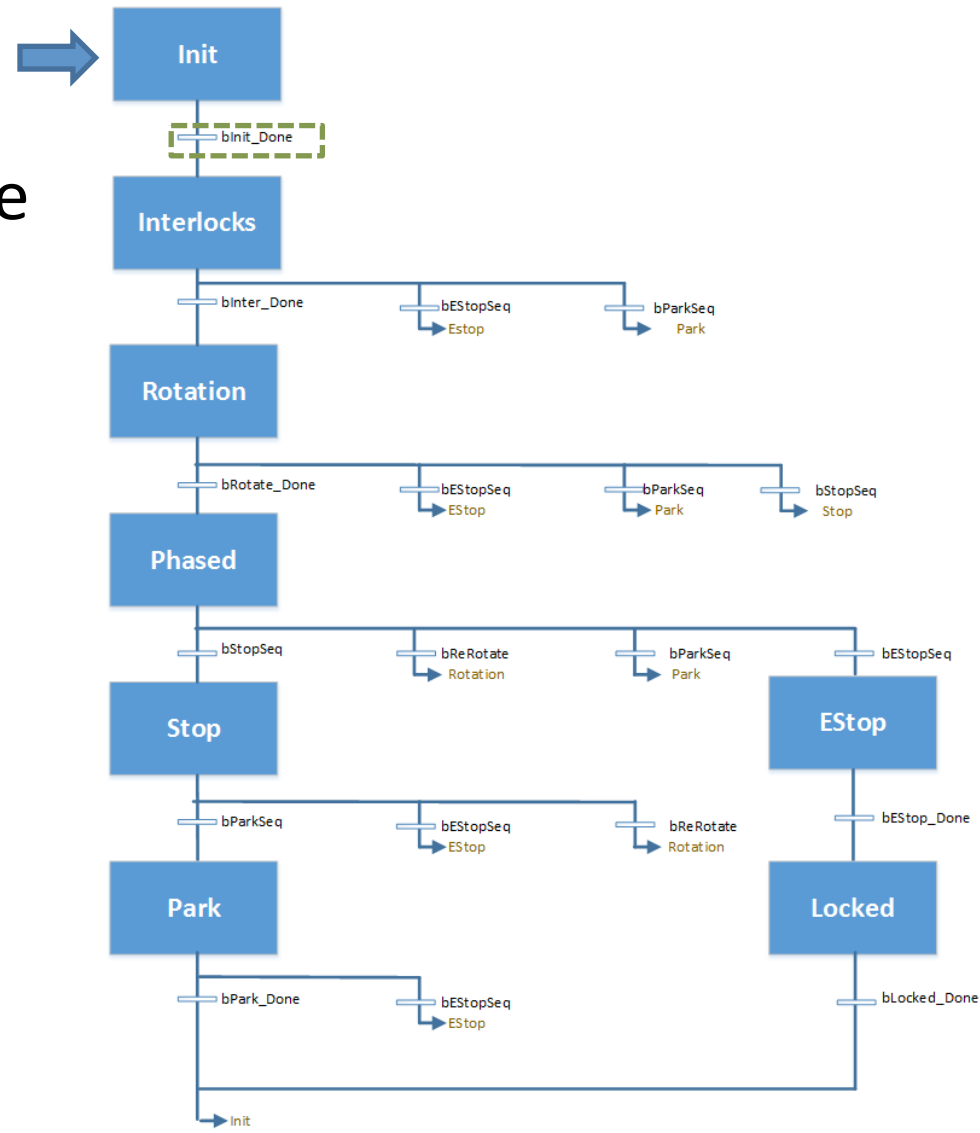 Init
bInit_Done
e
Interlocks
bInter_Done
bEStopSeq
Estop
bParkSeq
Park
Rotation
bRotate_Done
bEStopSeq
EStop
bParkSeq
Park
bStopSeq
Stop
Phased
bStopSeq
bReRotate
Rotation
bParkSeq
Park
bEStopSeq
Stop
EStop
bParkSeq
bEStopSeq
EStop
bReRotate
Rotation
bEStop_Done
Park
Locked
bPark_Done
bEStopSeq
EStop
bLocked_Done
Init